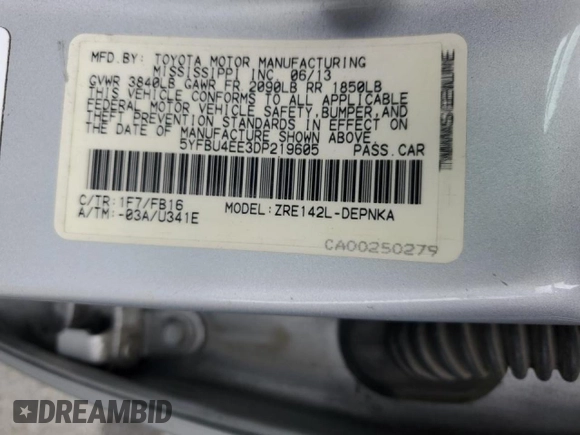 MFD.BY: TOYOTA MOTOR MANUFACTURING
MISSISSIPPI INC. 06/13
GVWR 3840LB GAWR FR 2090LB RR 1850LB
THIS VEHICLE CONFORMS TO ALL APPLICABLE
FEDERAL MOTOR VEHICLE SAFETY,BUMPER,AND
THEFT PREVENTION STANDARDS IN EFFECT ON
THE DATE OF MANUFACTURE SHOWN ABOVE.
5YFBU4EE3DP219605 PASS.CAR
C/TR:1F7/FB16
A/TM:-03A/U341E
MODEL:ZRE142L-DEPNKA
CA00250279
DREAMBID